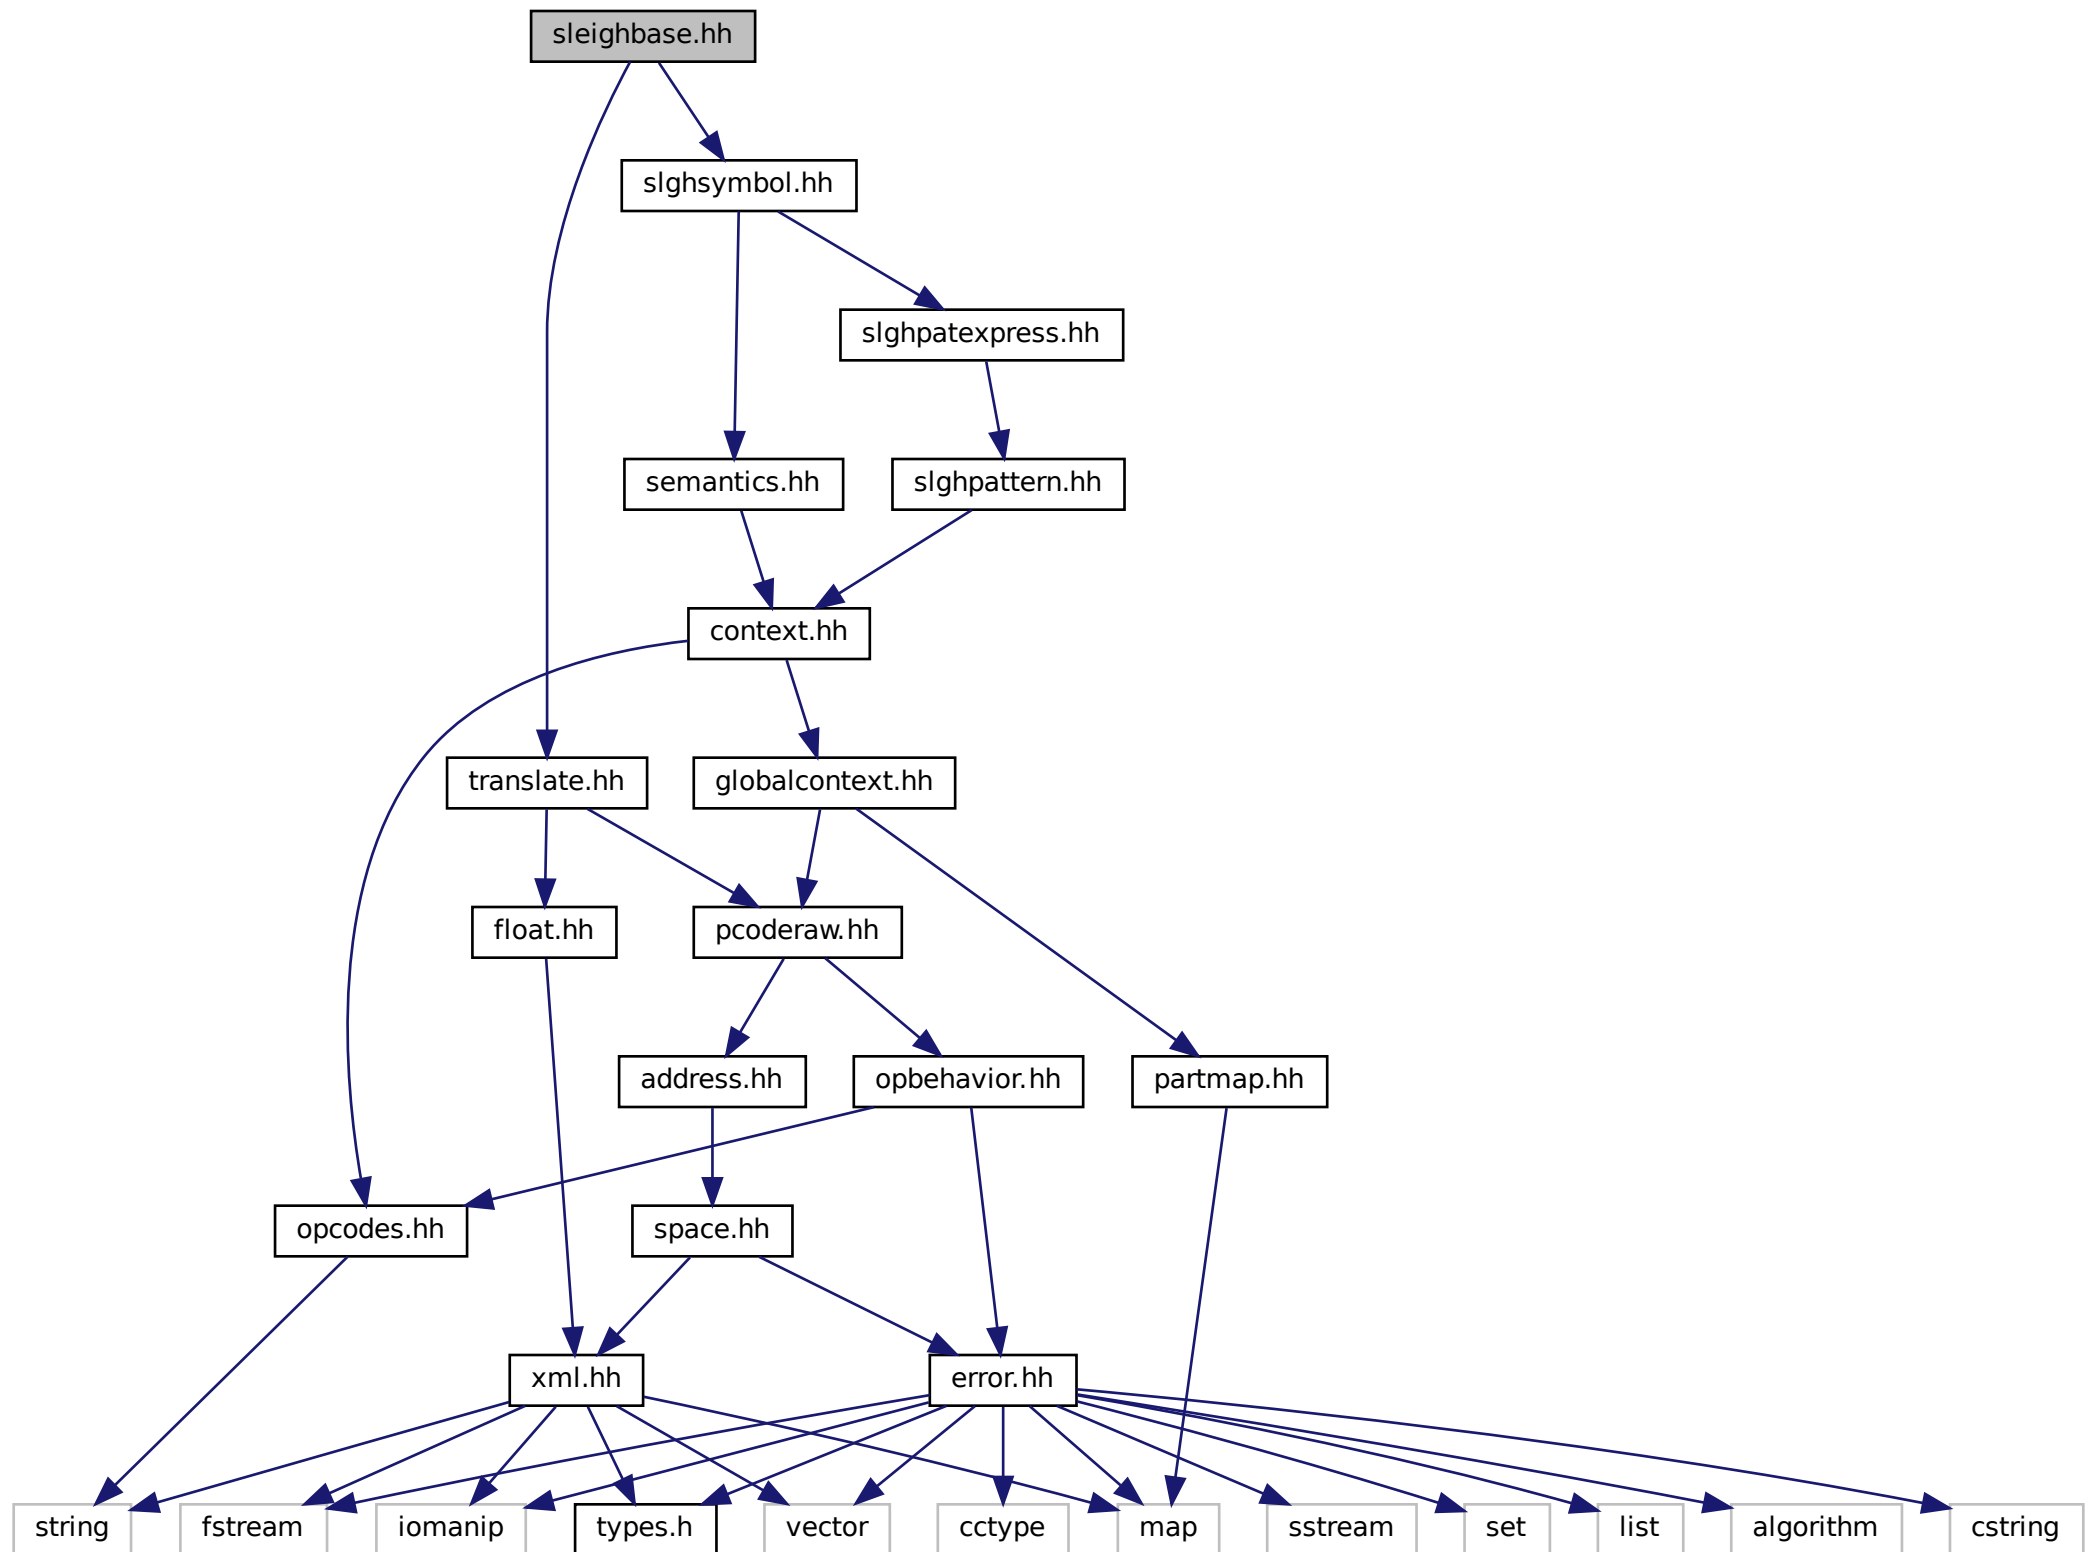 sleighbase.hh
slghsymbol.hh
slghpatexpress.hh
semantics.hh
slghpattern.hh
context.hh
translate.hh
globalcontext.hh
float.hh
pcoderaw.hh
address.hh
opbehavior.hh
partmap.hh
opcodes.hh
space.hh
xml.hh
error.hh
string
fstream
iomanip
types.h
vector
cctype
map
sstream
set
list
algorithm
cstring